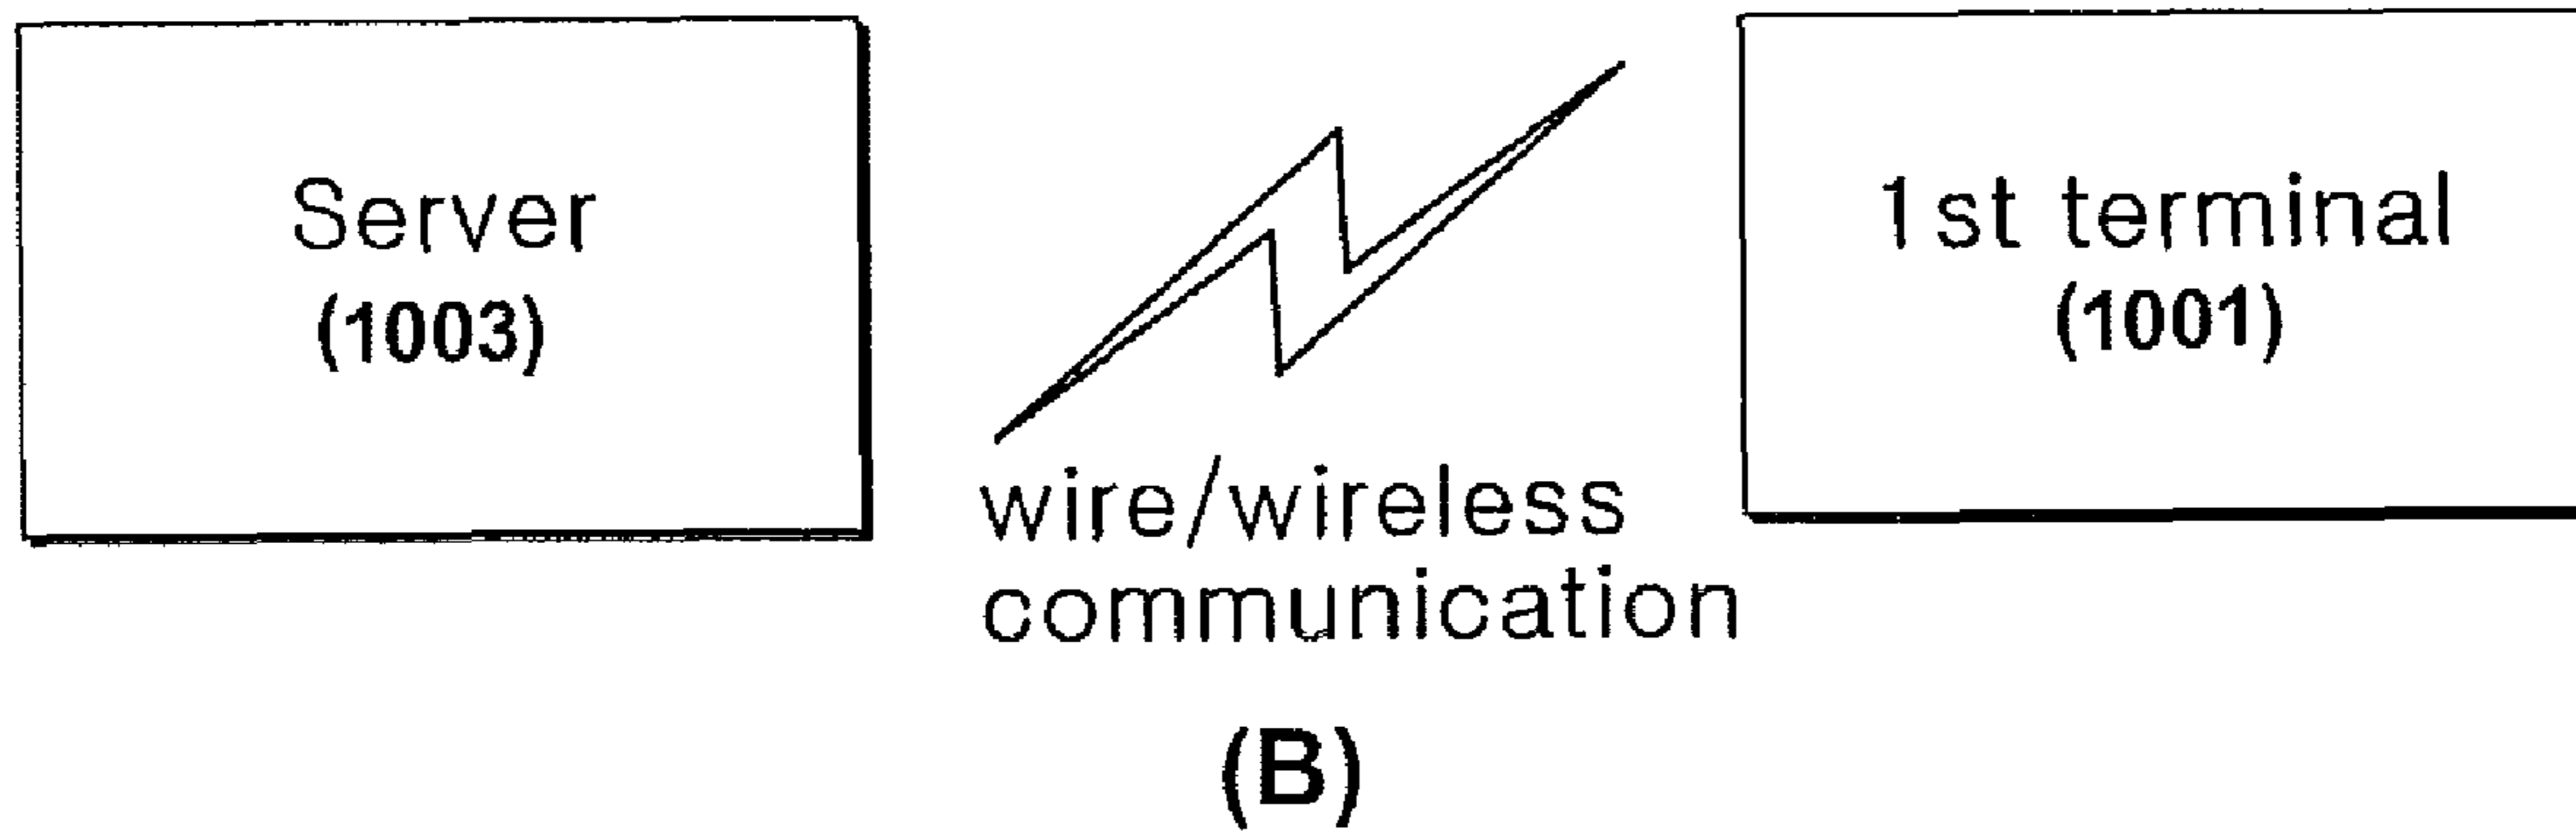 Server
(1003)
1st terminal
(1001)
wire/wireless
communication
(B)